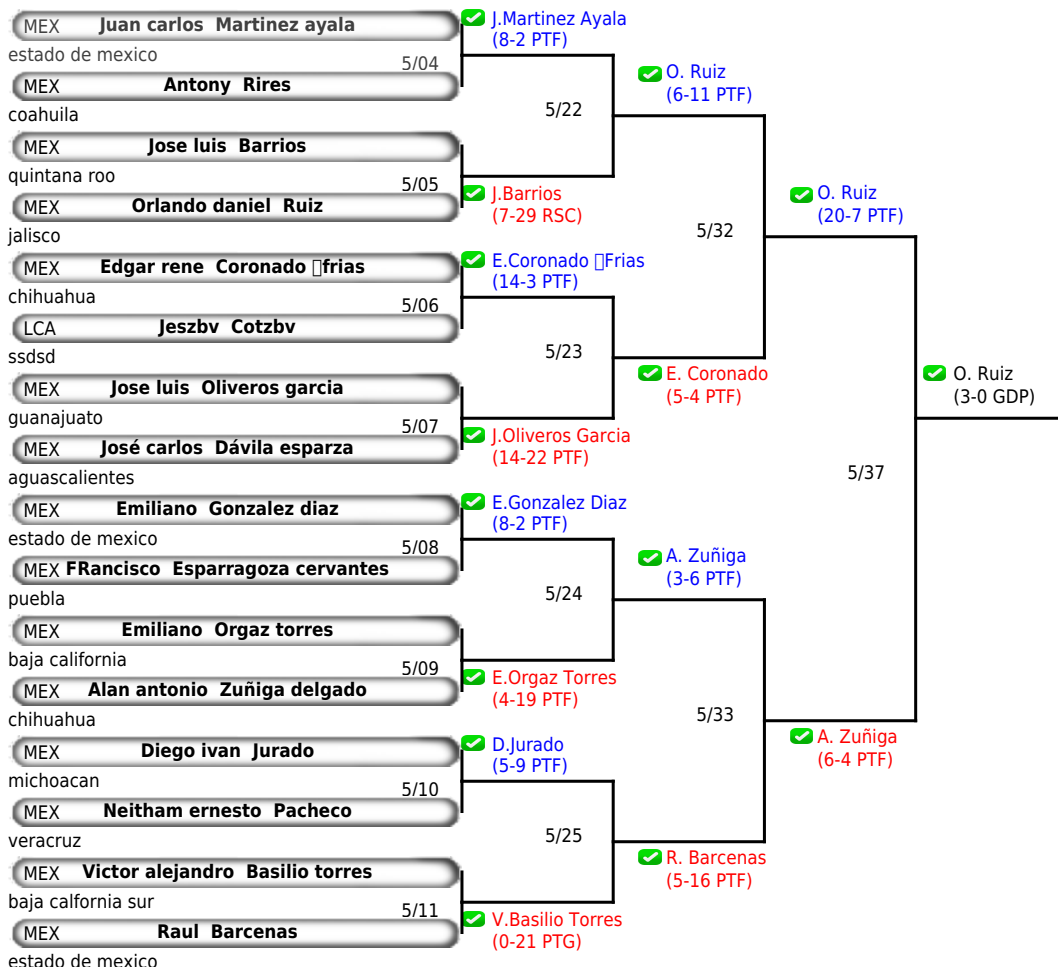 MEX Juan carlos Martinez ayala
J.Martinez Ayala
(8-2 PTF)
estado de mexico
5/04
MEX Antony Rires
O. Ruiz
(6-11 PTF)
coahuila
5/22
MEX Jose luis Barrios
quintana roo
5/05
J.Barrios
(7-29 RSC)
MEX Orlando daniel Ruiz
O. Ruiz
(20-7 PTF)
jalisco
5/32
MEX Edgar rene Coronado □frias
E.Coronado □Frias
(14-3 PTF)
chihuahua
5/06
LCA Jeszbv Cotzbv
ssdsd
5/23
MEX Jose luis Oliveros garcia
E. Coronado
(5-4 PTF)
O. Ruiz
(3-0 GDP)
guanajuato
5/07
J.Oliveros Garcia
(14-22 PTF)
MEX José carlos Dávila esparza
aguascalientes
5/37
MEX Emiliano Gonzalez diaz
E.Gonzalez Diaz
(8-2 PTF)
estado de mexico
5/08
MEX FRancisco Esparragoza cervantes
A. Zuñiga
(3-6 PTF)
puebla
5/24
MEX Emiliano Orgaz torres
baja california
5/09
E.Orgaz Torres
(4-19 PTF)
MEX Alan antonio Zuñiga delgado
chihuahua
5/33
MEX Diego ivan Jurado
D.Jurado
(5-9 PTF)
A. Zuñiga
(6-4 PTF)
michoacan
5/10
MEX Neitham ernesto Pacheco
veracruz
5/25
MEX Victor alejandro Basilio torres
R. Barcenas
(5-16 PTF)
baja calfornia sur
5/11
V.Basilio Torres
(0-21 PTG)
MEX Raul Barcenas
estado de mexico